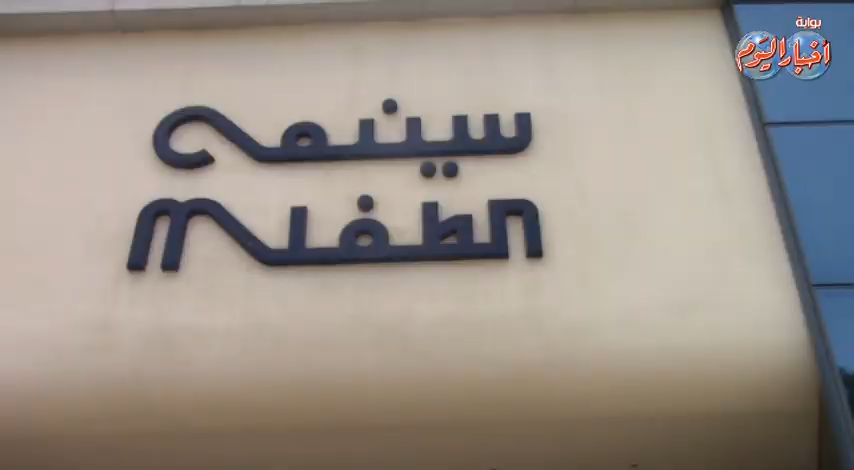 بوابة
أخبار اليوم
سينما
الطفل